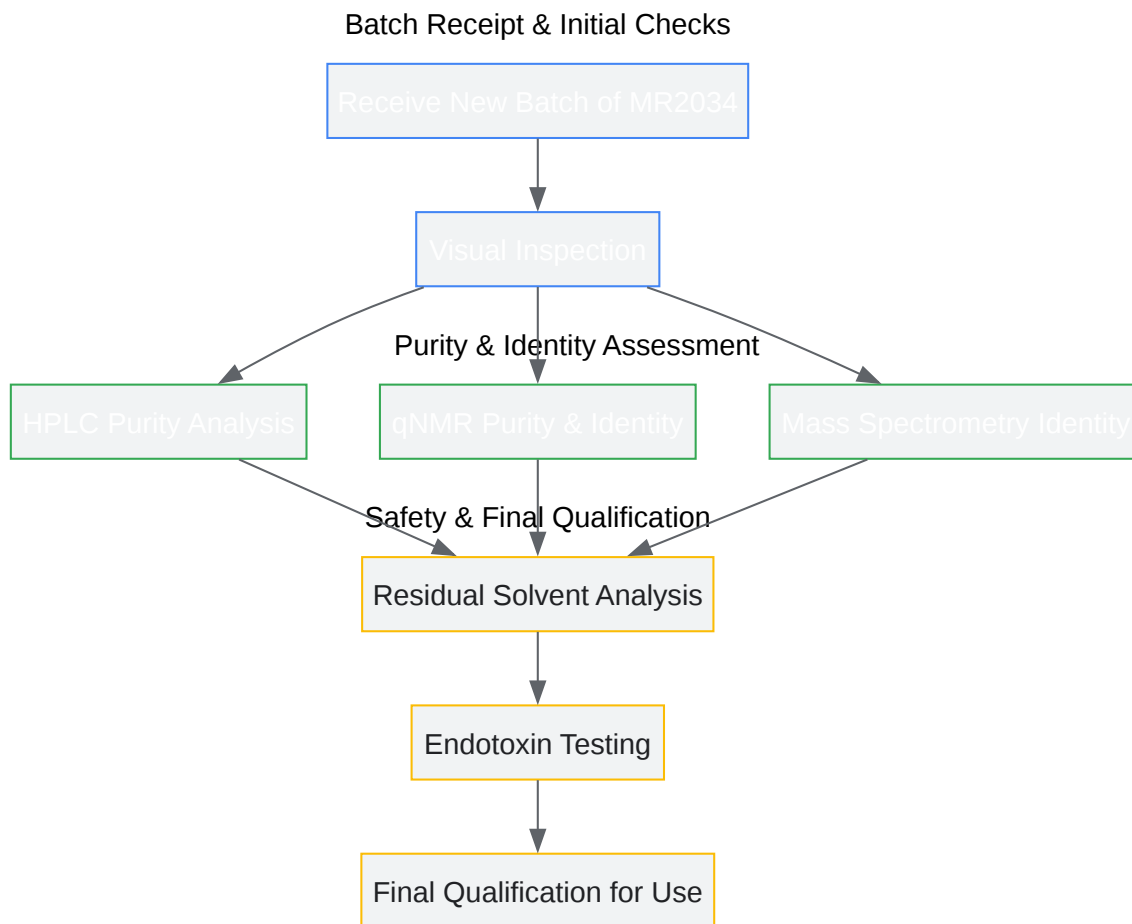 Batch Receipt & Initial Checks
Receive New Batch of MR2034
Visual Inspection
Purity & Identity Assessment
HPLC Purity Analysis
qNMR Purity & Identity
Mass Spectrometry Identity
Safety & Final Qualification
Residual Solvent Analysis
Endotoxin Testing
Final Qualification for Use